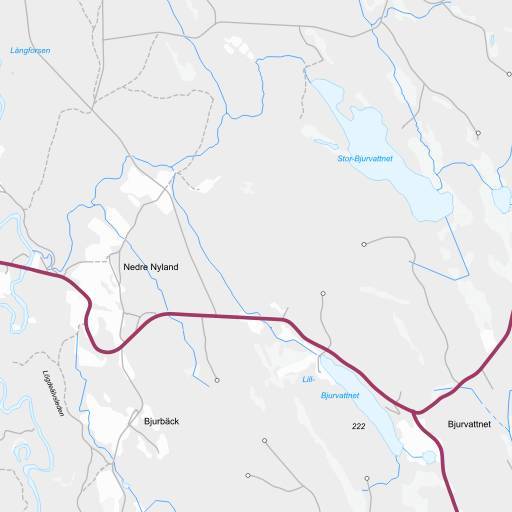 Långforsen
Stor-Bjurvattnet
Nedre Nyland
Lögdeälvsleden
Lill-
Bjurvattnet
Bjurbäck
222
Bjurvattnet